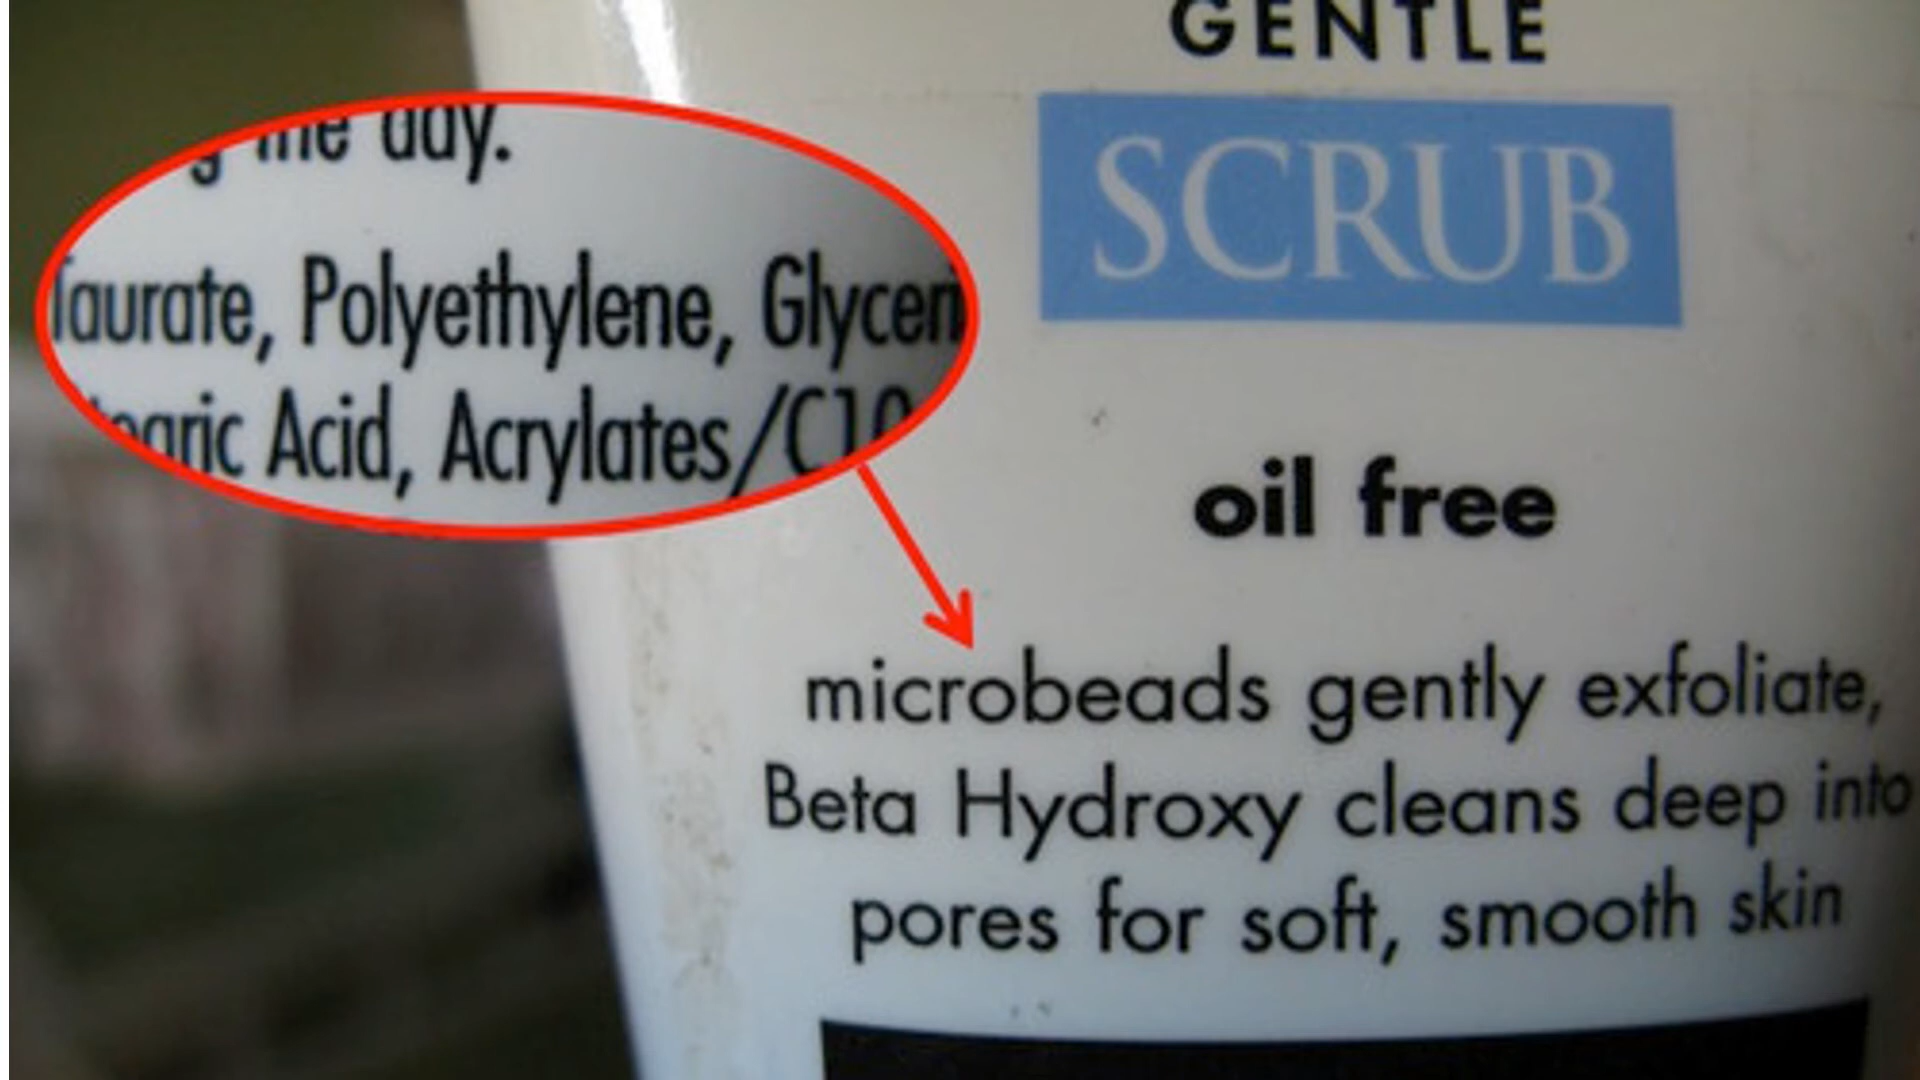 GENTLE
SCRUB
oil free
microbeads gently exfoliate,
Beta Hydroxy cleans deep into
pores for soft, smooth skin
day.
Taurate, Polyethylene,
Acid, Acrylates/C10